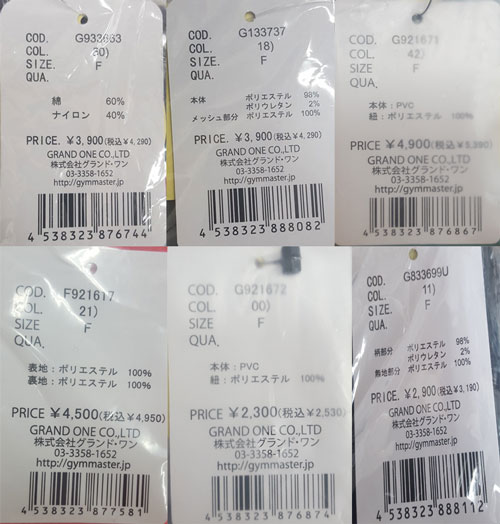 COD. G933683
COL. 80)
SIZE. F
QUA.
綿 60%
ナイロン 40%
PRICE. ¥3,900(税込¥4,290)
GRAND ONE CO.,LTD
株式会社グランド・ワン
03-3358-1652
http://gymmaster.jp
4 538323 876744
COD. G133737
COL. 18)
SIZE. F
QUA.
本体 ポリエステル 98%
ポリウレタン 2%
メッシュ部分 ポリエステル 100%
PRICE. ¥3,900(税込¥4,290)
GRAND ONE CO.,LTD
株式会社グランド・ワン
03-3358-1652
http://gymmaster.jp
4 538323 888082
COD. G921671
COL. 42)
SIZE F
QUA.
本体:PVC
紐:ポリエステル 100%
PRICE ¥4,900(税込¥5,390)
GRAND ONE CO.,LTD
株式会社グランド・ワン
03-3358-1652
http://gymmaster.jp
4 538323 876867
COD. F921617
COL. 21)
SIZE F
QUA.
表地:ポリエステル 100%
裏地:ポリエステル 100%
PRICE ¥4,500(税込¥4,950)
GRAND ONE CO.,LTD
株式会社グランド・ワン
03-3358-1652
http://gymmaster.jp
4 538323 877581
COD. G921672
COL. 00)
SIZE F
QUA.
本体:PVC
紐:ポリエステル 100%
PRICE ¥2,300(税込¥2,530)
GRAND ONE CO.,LTD
株式会社グランド・ワン
03-3358-1652
http://gymmaster.jp
4 538323 876874
COD. G833699U
COL. 11)
SIZE. F
QUA.
柄部分 ポリエステル 98%
ポリウレタン 2%
無地部分 ポリエステル 100%
PRICE. ¥2,900(税込¥3,190)
GRAND ONE CO.,LTD
株式会社グランド・ワン
03-3358-1652
http://gymmaster.jp
4 538323 888112